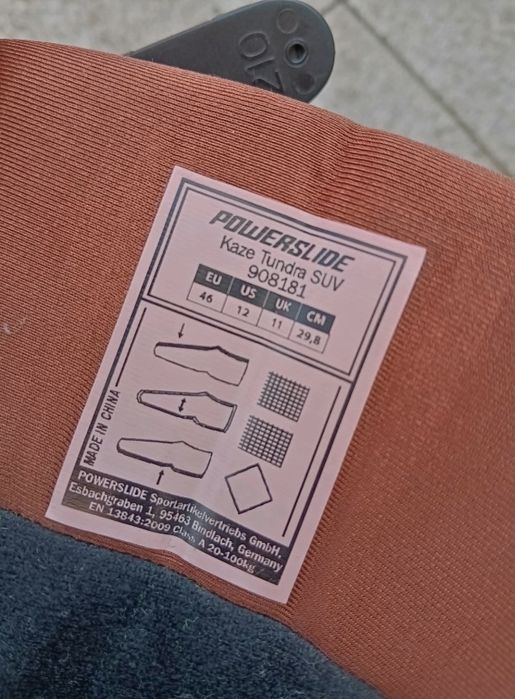 POWERSLIDE
Kaze Tundra SUV
908181
EU US UK CM
46 12 11 29,8
MADE IN CHINA
POWERSLIDE Sportartikelvertriebs GmbH.
Esbachgraben 1, 95463 Bindlach, Germany
EN 13843:2009 Class. A 20-100kg